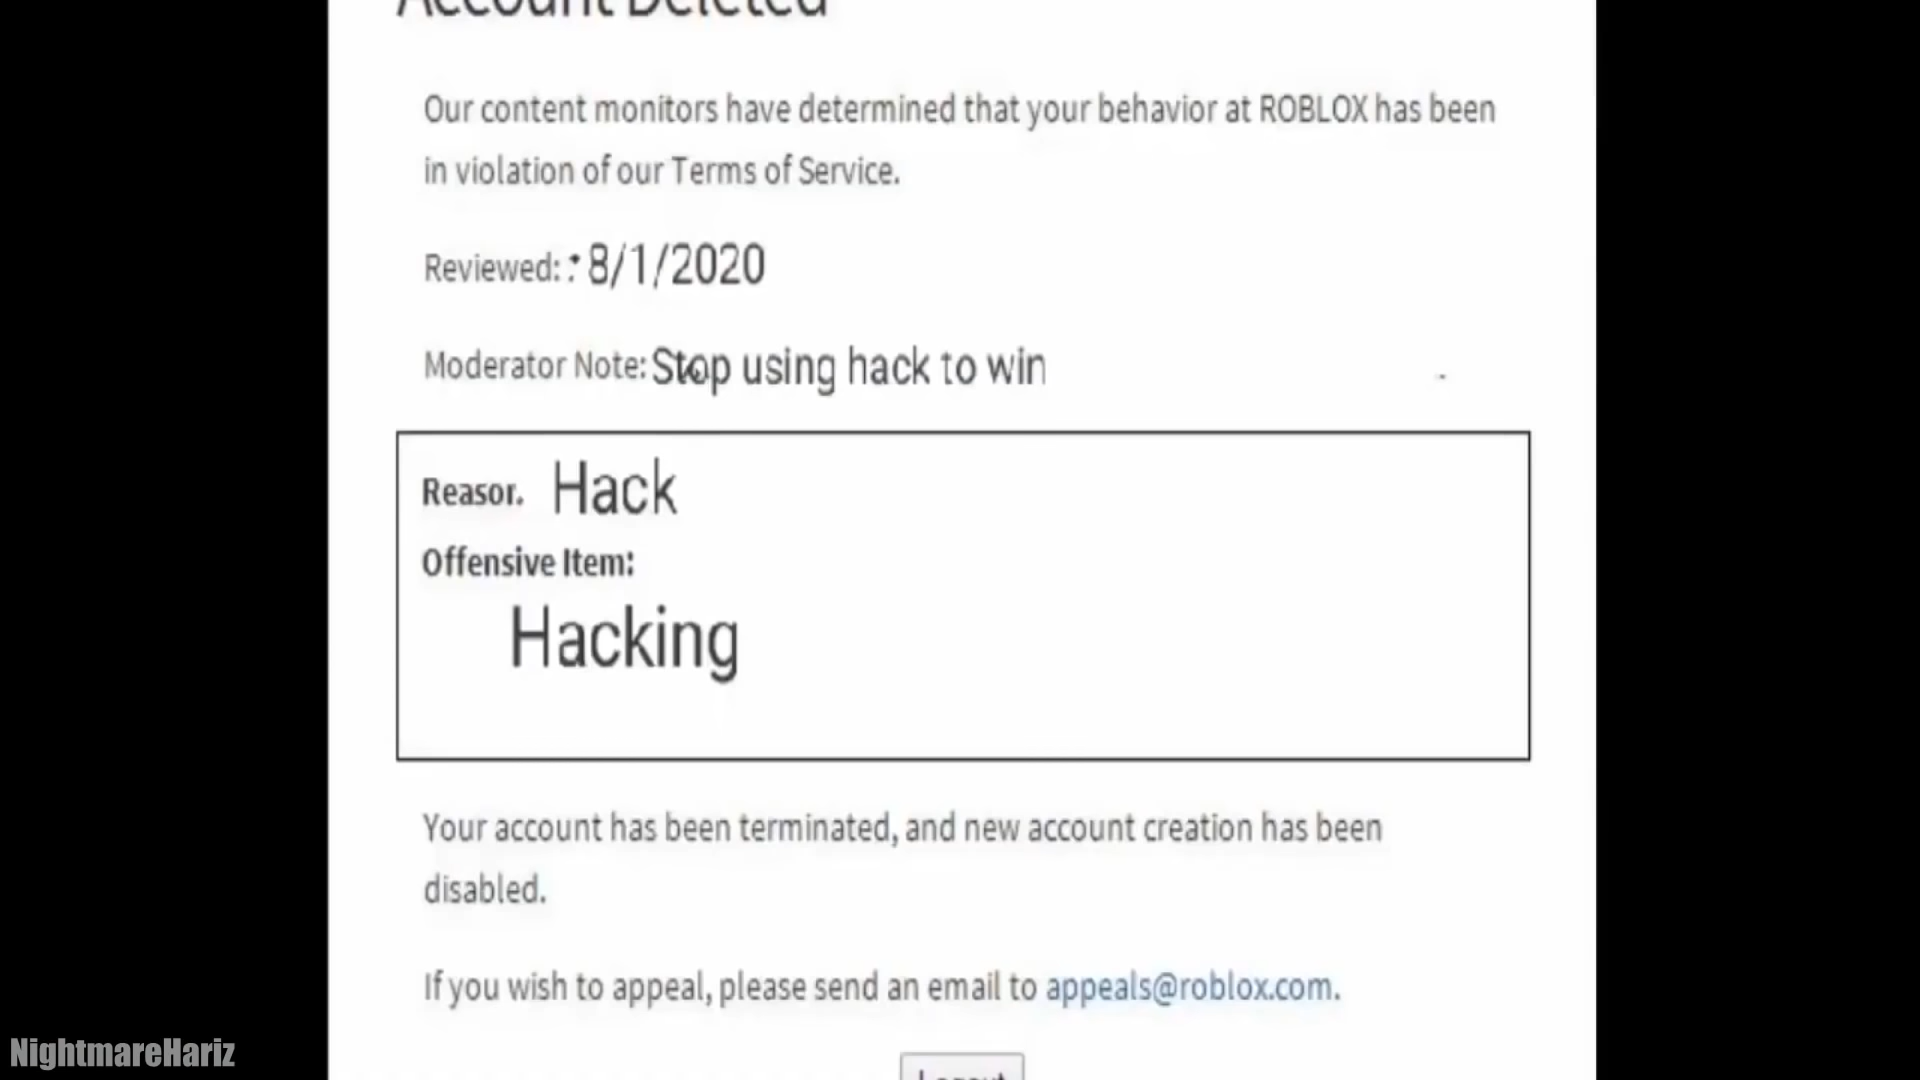 Account Deleted
Our content monitors have determined that your behavior at ROBLOX has been
in violation of our Terms of Service.
Reviewed: : 8/1/2020
Moderator Note: Stop using hack to win
Reasor. Hack
Offensive Item:
Hacking
Your account has been terminated, and new account creation has been
disabled.
If you wish to appeal, please send an email to appeals@roblox.com.
Logout
NightmareHariz